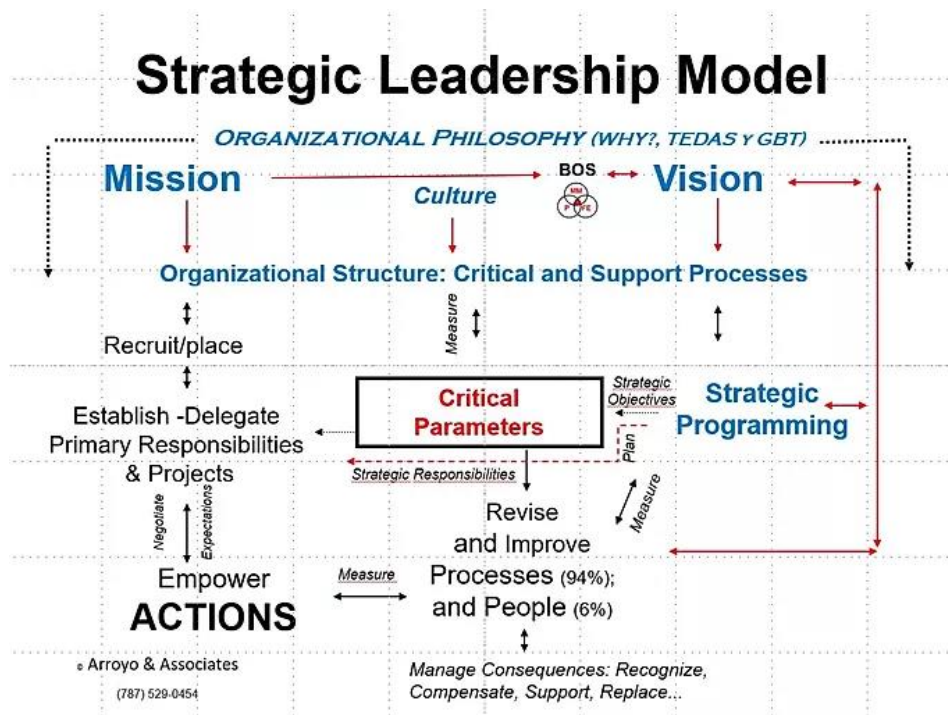 Strategic Leadership Model
ORGANIZATIONAL PHILOSOPHY (WHY?, TEDAS Y GBT)
Mission
BOS
Vision
Culture
MM
P
FE
Organizational Structure: Critical and Support Processes
Measure
Recruit/place
Critical
Parameters
Strategic
Objectives
Strategic
Programming
Establish -Delegate
Primary Responsibilities
& Projects
Plan
Strategic Responsibilities
Measure
Negotiate
Expectations
Revise
and Improve
Processes (94%);
and People (6%)
Empower
ACTIONS
Measure
© Arroyo & Associates
(787) 529-0454
Manage Consequences: Recognize,
Compensate, Support, Replace...